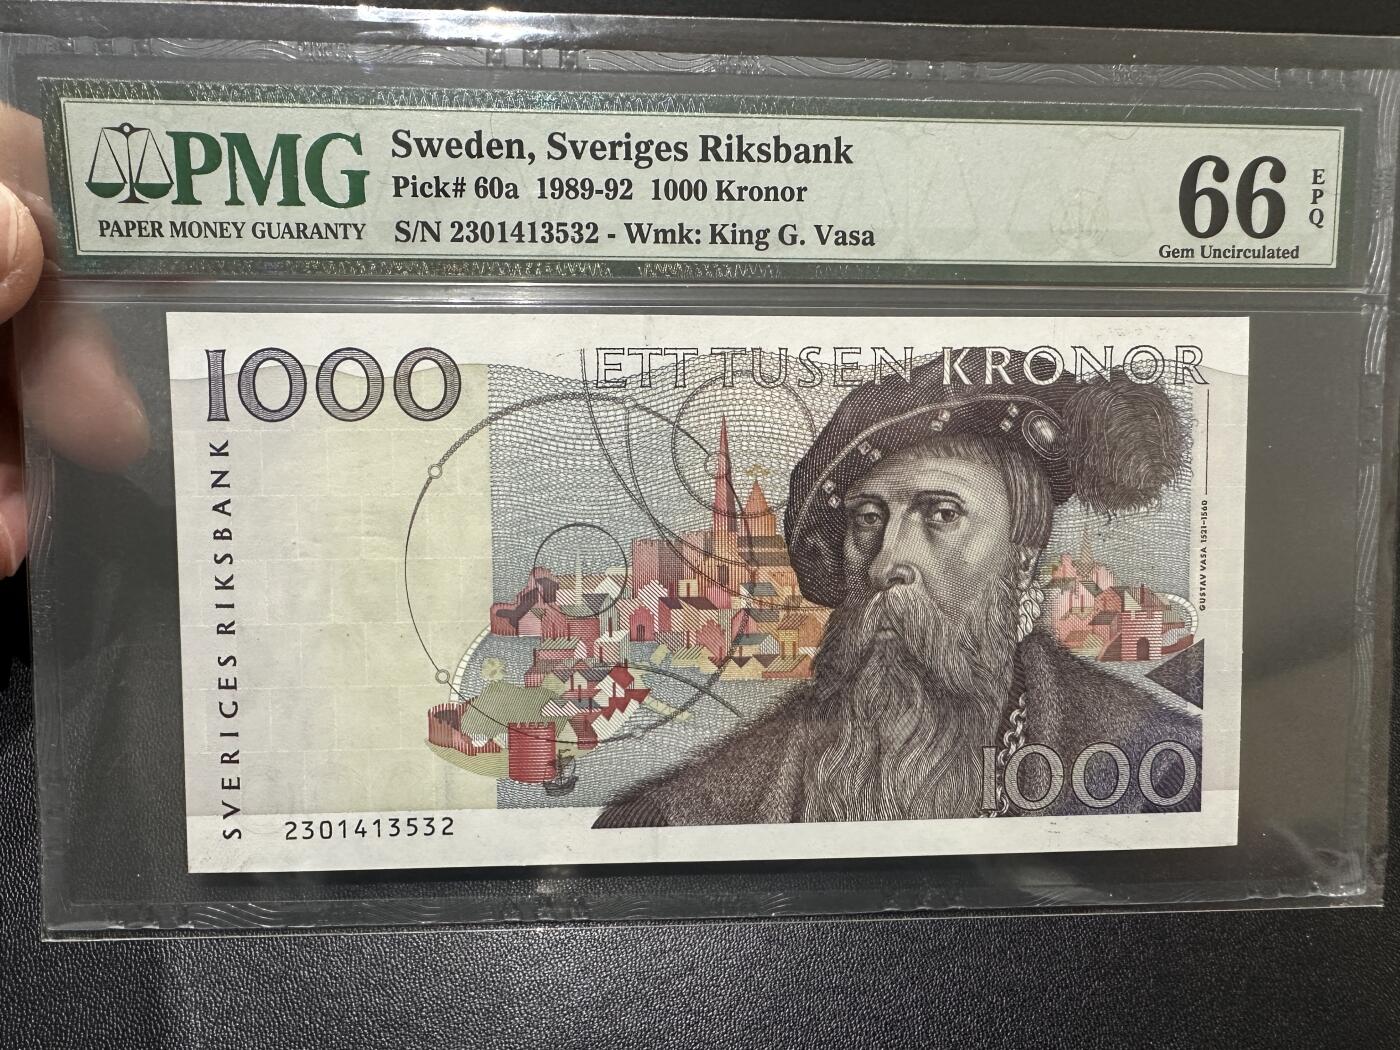 PMG
PAPER MONEY GUARANTY
Sweden, Sveriges Riksbank
Pick# 60a 1989-92 1000 Kronor
S/N 2301413532 - Wmk: King G. Vasa
66
EPQ
Gem Uncirculated
1000
ETT TUSEN KRONOR
SVERIGES RIKSBANK
GUSTAV VASA 1521-1560
1000
2301413532